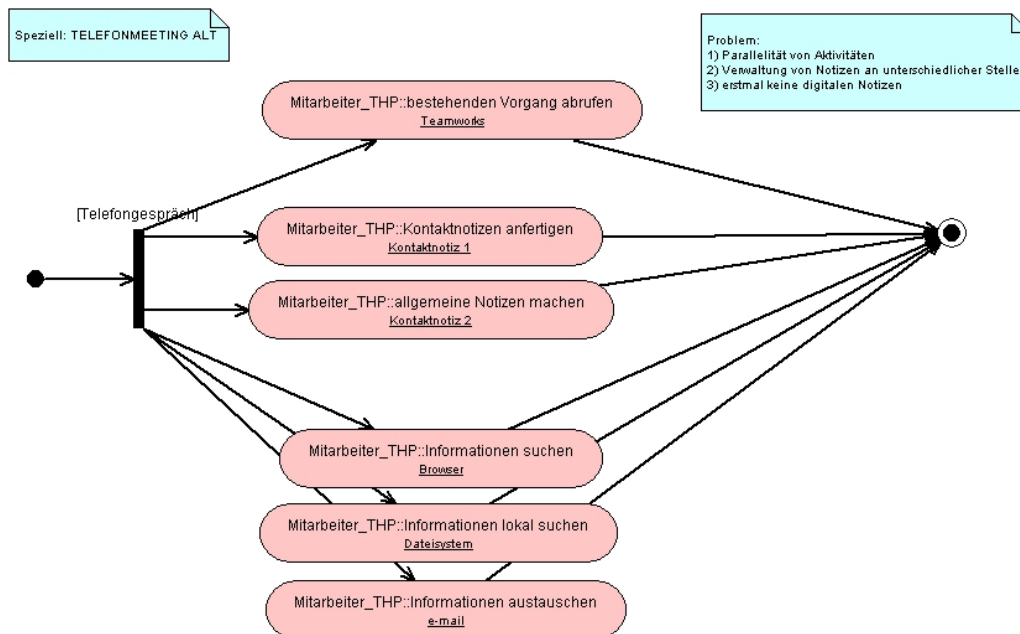 Speziell: TELEFONMEETING ALT
Problem:
1) Parallelität von Aktivitäten
2) Verwaltung von Notizen an unterschiedlicher Stelle
3) erstmal keine digitalen Notizen
Mitarbeiter_THP::bestehenden Vorgang abrufen
Teamworks
[Telefongespräch]
Mitarbeiter_THP::Kontaktnotizen anfertigen
Kontaktnotiz 1
Mitarbeiter_THP::allgemeine Notizen machen
Kontaktnotiz 2
Mitarbeiter_THP::Informationen suchen
Browser
Mitarbeiter_THP::Informationen lokal suchen
Dateisystem
Mitarbeiter_THP::Informationen austauschen
e-mail